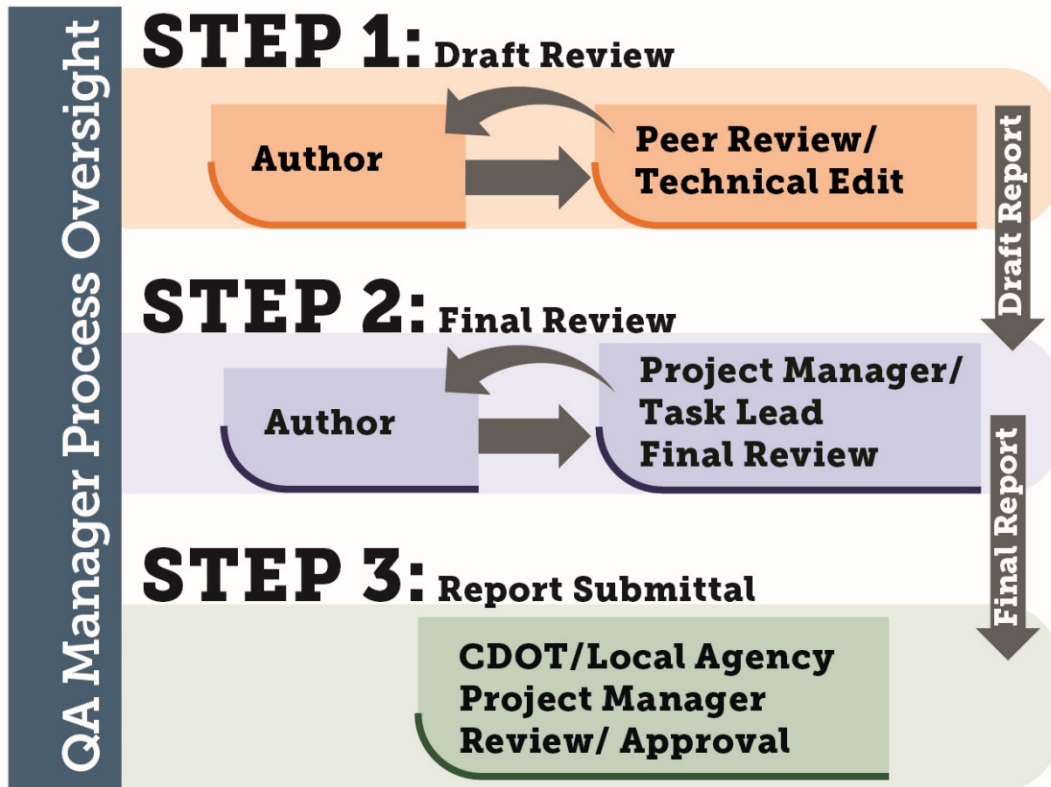 QA Manager Process Oversight
STEP 1: Draft Review
Author
Peer Review/
Technical Edit
Draft Report
STEP 2: Final Review
Author
Project Manager/
Task Lead
Final Review
Final Report
STEP 3: Report Submittal
CDOT/Local Agency
Project Manager
Review/ Approval